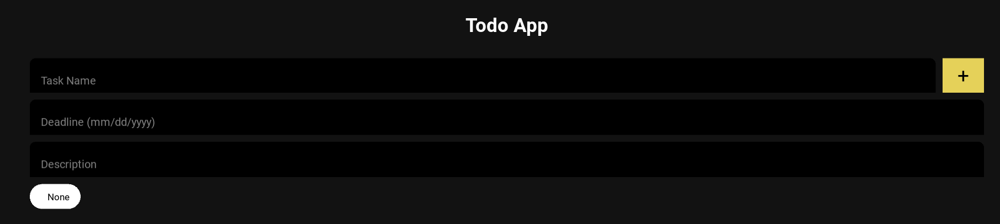 Todo App
Task Name
+
Deadline (mm/dd/yyyy)
Description
None